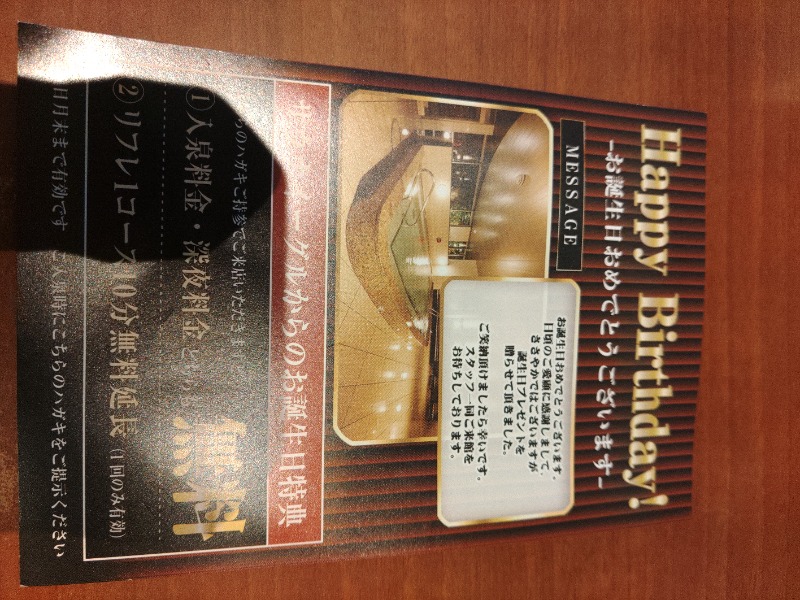 Happy Birthday!
-お誕生日おめでとうございます-
MESSAGE
お誕生日おめでとうございます。
日頃のご愛顧に感謝しまして、
ささやかではございますが
誕生日プレゼントを
贈らせて頂きました。
ご笑納頂けましたら幸いです。
スタッフ一同ご来館を
お待ちしております。
グルからのお誕生日特典
らのハガキご持参でご来店いただきま
① 入泉料金・深夜料金 無料
② リフレ1コース 0分無料延長 (1回のみ有効)
日月末まで有効です 入泉時にこちらのハガキをご提示ください